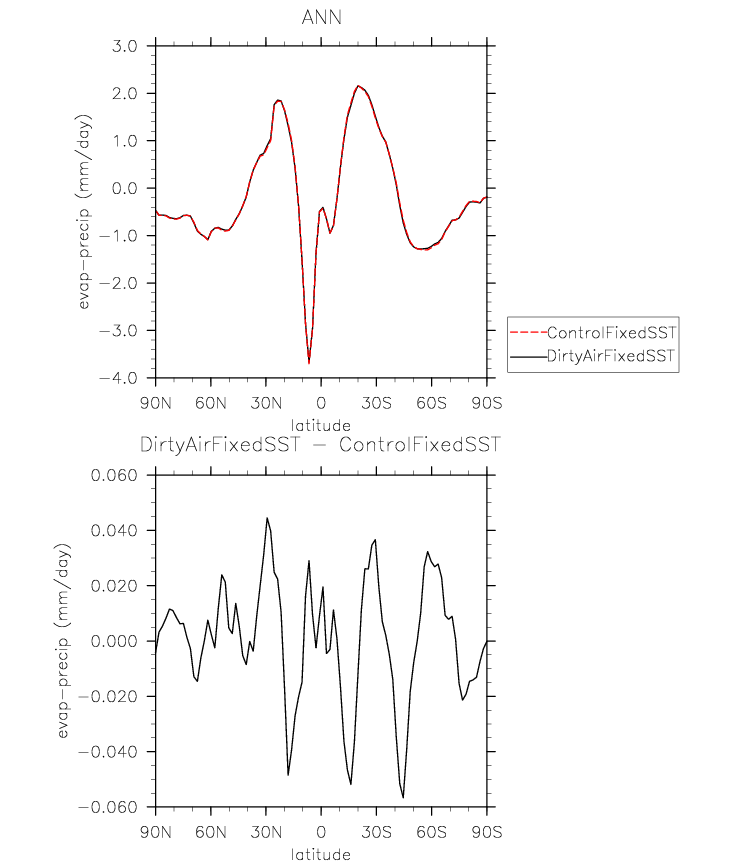 ANN
3.0
2.0
1.0
0.0
−1.0
−2.0
−3.0
−4.0
evap−precip (mm/day)
90N 60N 30N 0 30S 60S 90S
latitude
ControlFixedSST
DirtyAirFixedSST
DirtyAirFixedSST − ControlFixedSST
0.060
0.040
0.020
0.000
−0.020
−0.040
−0.060
evap−precip (mm/day)
90N 60N 30N 0 30S 60S 90S
latitude